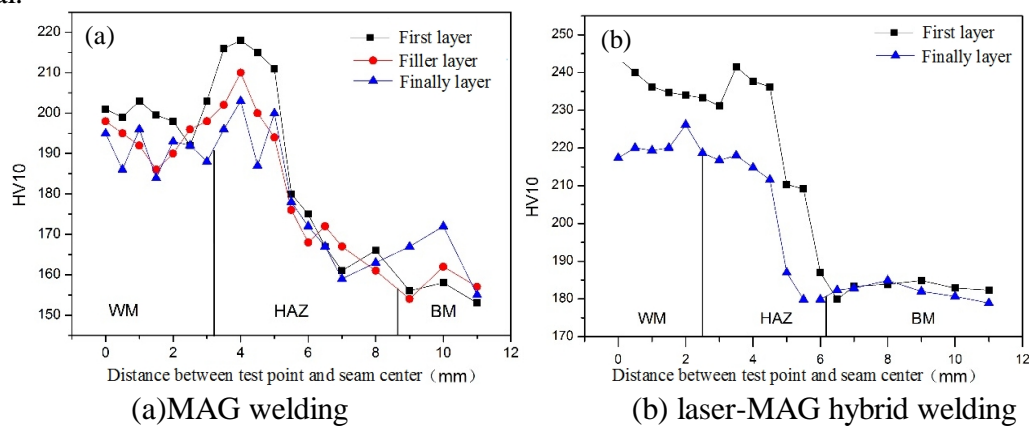 al.
(a)
First layer
Filler layer
Finally layer
220
210
200
190
180
170
160
150
HV10
WM
HAZ
BM
0 2 4 6 8 10 12
Distance between test point and seam center（mm）
(a)MAG welding
(b)
First layer
Finally layer
250
240
230
220
210
200
190
180
170
HV10
WM
HAZ
BM
0 2 4 6 8 10 12
Distance between test point and seam center（mm）
(b) laser-MAG hybrid welding